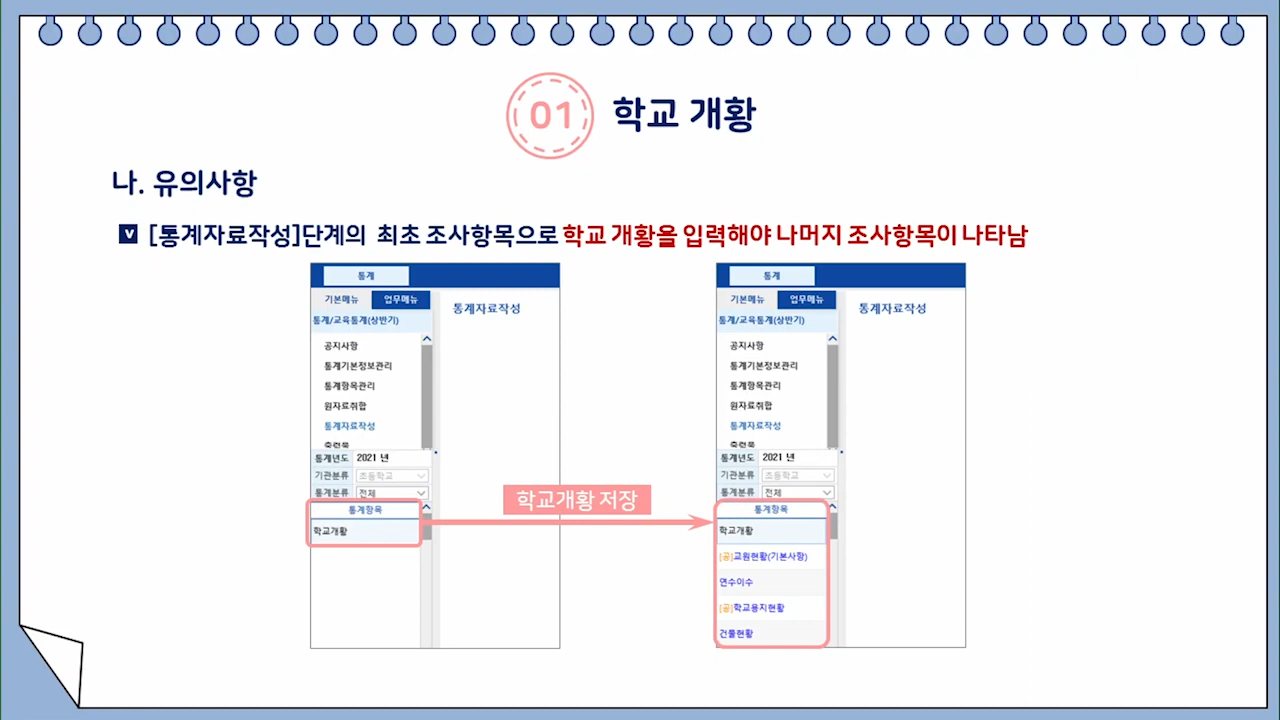 01 학교 개황
나. 유의사항
v [통계자료작성]단계의 최초 조사항목으로 학교 개황을 입력해야 나머지 조사항목이 나타남
통계
기본메뉴 업무메뉴
통계/교육통계(상반기)
통계자료작성
공지사항
통계기본정보관리
통계항목관리
원자료취합
통계자료작성
출력물
통계년도 2021 년
기관분류 초등학교
통계분류 전체
통계항목
학교개황
학교개황 저장
통계
기본메뉴 업무메뉴
통계/교육통계(상반기)
통계자료작성
공지사항
통계기본정보관리
통계항목관리
원자료취합
통계자료작성
출력물
통계년도 2021 년
기관분류 초등학교
통계분류 전체
통계항목
학교개황
[공]교원현황(기본사항)
연수이수
[공]학교용지현황
건물현황